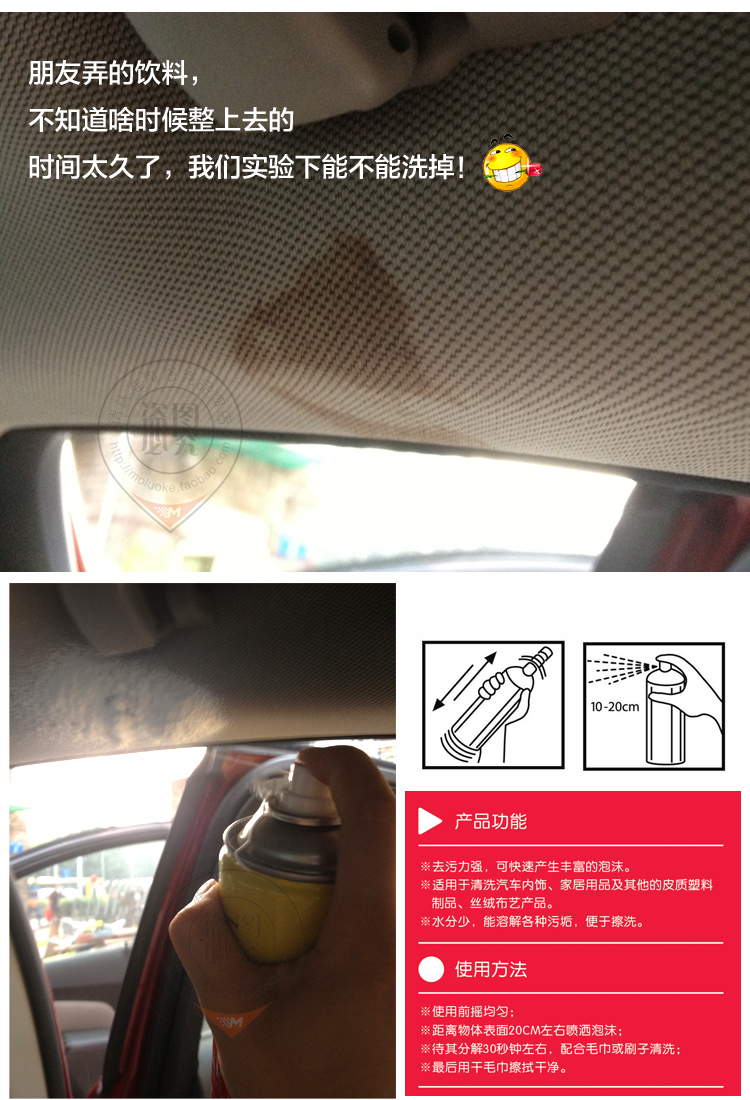 朋友弄的饮料，
不知道啥时候整上去的
时间太久了，我们实验下能不能洗掉！
盗图
必究
http://imoluoke.taobao.com
10-20cm
产品功能
※去污力强，可快速产生丰富的泡沫。
※适用于清洗汽车内饰、家居用品及其他的皮质塑料
制品、丝绒布艺产品。
※水分少，能溶解各种污垢，便于擦洗。
使用方法
※使用前摇均匀；
※距离物体表面20CM左右喷洒泡沫；
※待其分解30秒钟左右，配合毛巾或刷子清洗；
※最后用干毛巾擦拭干净。